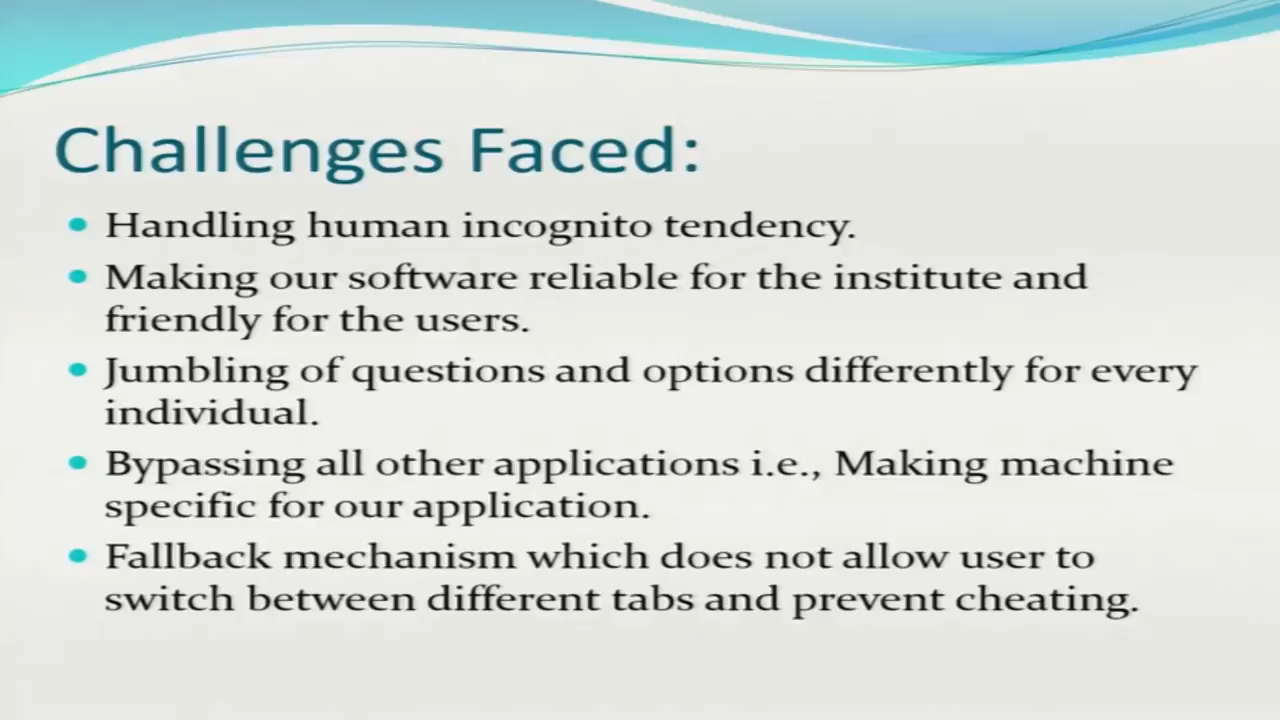 Challenges Faced:
• Handling human incognito tendency.
• Making our software reliable for the institute and
friendly for the users.
• Jumbling of questions and options differently for every
individual.
• Bypassing all other applications i.e., Making machine
specific for our application.
• Fallback mechanism which does not allow user to
switch between different tabs and prevent cheating.